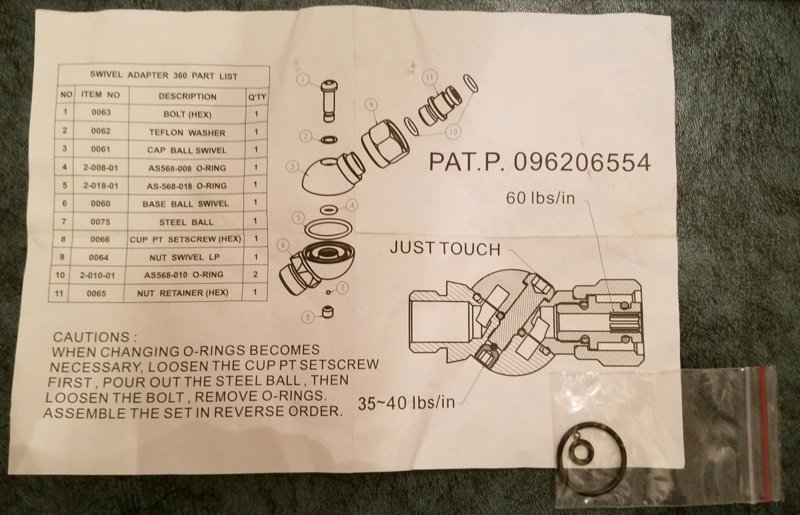 SWIVEL ADAPTER 360 PART LIST
NO ITEM NO DESCRIPTION Q'TY
1 0063 BOLT (HEX) 1
2 0062 TEFLON WASHER 1
3 0061 CAP BALL SWIVEL 1
4 2-008-01 AS568-008 O-RING 1
5 2-018-01 AS-568-018 O-RING 1
6 0060 BASE BALL SWIVEL 1
7 0075 STEEL BALL 1
8 0066 CUP PT SETSCREW (HEX) 1
9 0064 NUT SWIVEL LP 1
10 2-010-01 AS568-010 O-RING 2
11 0065 NUT RETAINER (HEX) 1
1
2
3
4
5
6
7
8
9
10
11
PAT.P. 096206554
60 lbs/in
JUST TOUCH
35~40 lbs/in
CAUTIONS :
WHEN CHANGING O-RINGS BECOMES
NECESSARY, LOOSEN THE CUP PT SETSCREW
FIRST , POUR OUT THE STEEL BALL , THEN
LOOSEN THE BOLT , REMOVE O-RINGS.
ASSEMBLE THE SET IN REVERSE ORDER.